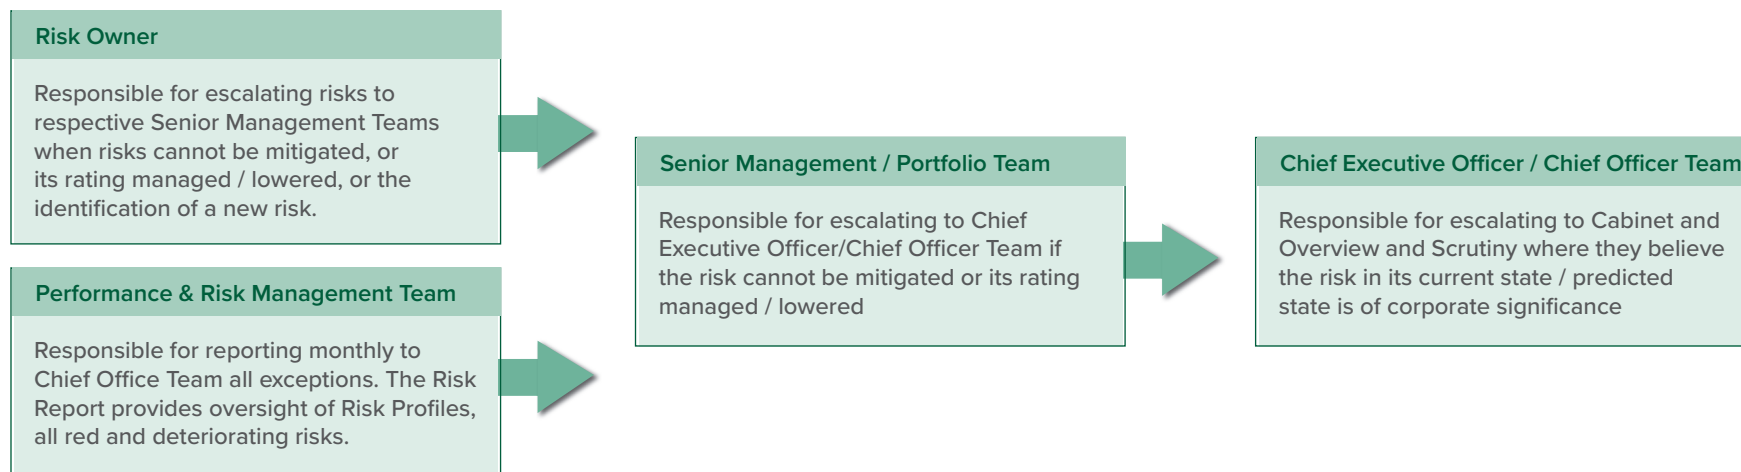 Risk Owner
Responsible for escalating risks to
respective Senior Management Teams
when risks cannot be mitigated, or
its rating managed / lowered, or the
identification of a new risk.
Performance & Risk Management Team
Responsible for reporting monthly to
Chief Office Team all exceptions. The Risk
Report provides oversight of Risk Profiles,
all red and deteriorating risks.
Senior Management / Portfolio Team
Responsible for escalating to Chief
Executive Officer/Chief Officer Team if
the risk cannot be mitigated or its rating
managed / lowered
Chief Executive Officer / Chief Officer Team
Responsible for escalating to Cabinet and
Overview and Scrutiny where they believe
the risk in its current state / predicted
state is of corporate significance